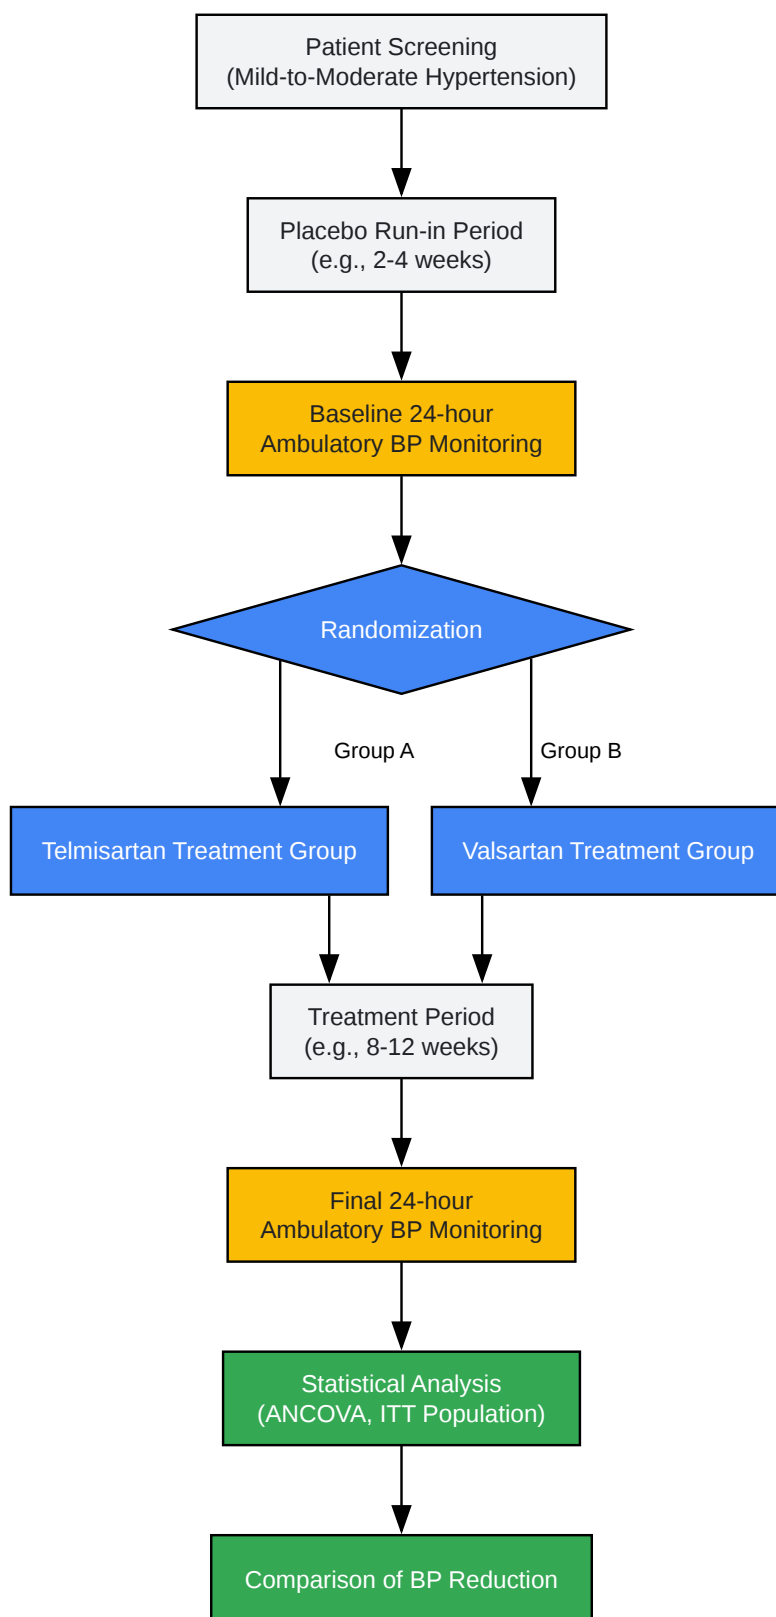 Patient Screening
(Mild-to-Moderate Hypertension)
Placebo Run-in Period
(e.g., 2-4 weeks)
Baseline 24-hour
Ambulatory BP Monitoring
Randomization
Group A
Group B
Telmisartan Treatment Group
Valsartan Treatment Group
Treatment Period
(e.g., 8-12 weeks)
Final 24-hour
Ambulatory BP Monitoring
Statistical Analysis
(ANCOVA, ITT Population)
Comparison of BP Reduction